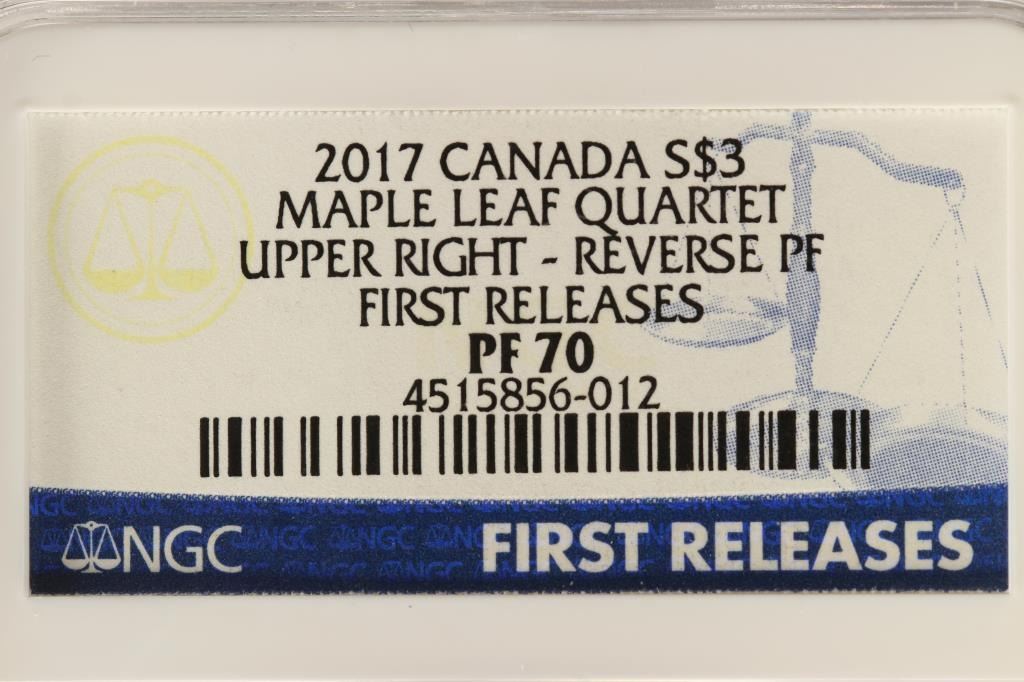 2017 CANADA S$3
MAPLE LEAF QUARTET
UPPER RIGHT - REVERSE PF
FIRST RELEASES
PF 70
4515856-012
NGC FIRST RELEASES